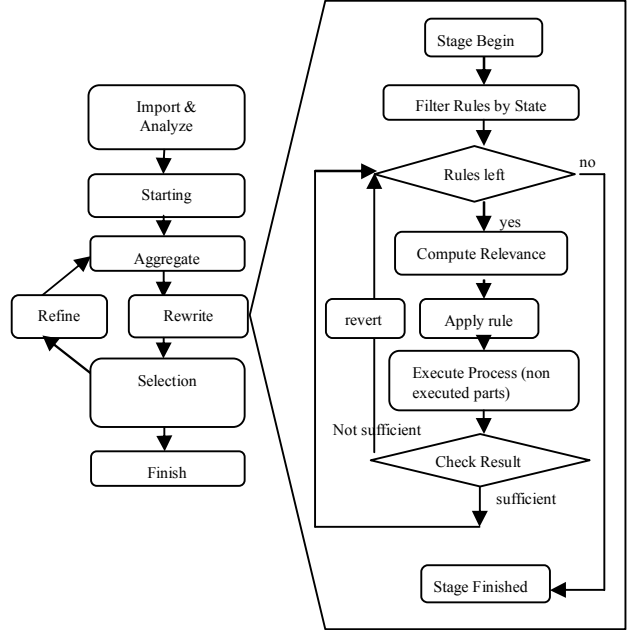 Import &
Analyze
Starting
Aggregate
Refine
Rewrite
Selection
Finish
Stage Begin
Filter Rules by State
Rules left
no
yes
Compute Relevance
revert
Apply rule
Execute Process (non
executed parts)
Not sufficient
Check Result
sufficient
Stage Finished